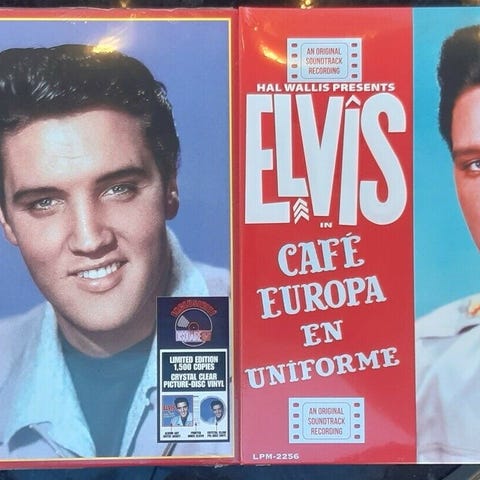 LIMITED EDITION
1,500 COPIES
CRYSTAL CLEAR
PICTURE-DISC VINYL
AN ORIGINAL
SOUNDTRACK
RECORDING
HAL WALLIS PRESENTS
ELVIS
IN
CAFÉ
EUROPA
EN
UNIFORME
AN ORIGINAL
SOUNDTRACK
RECORDING
LPM-2256